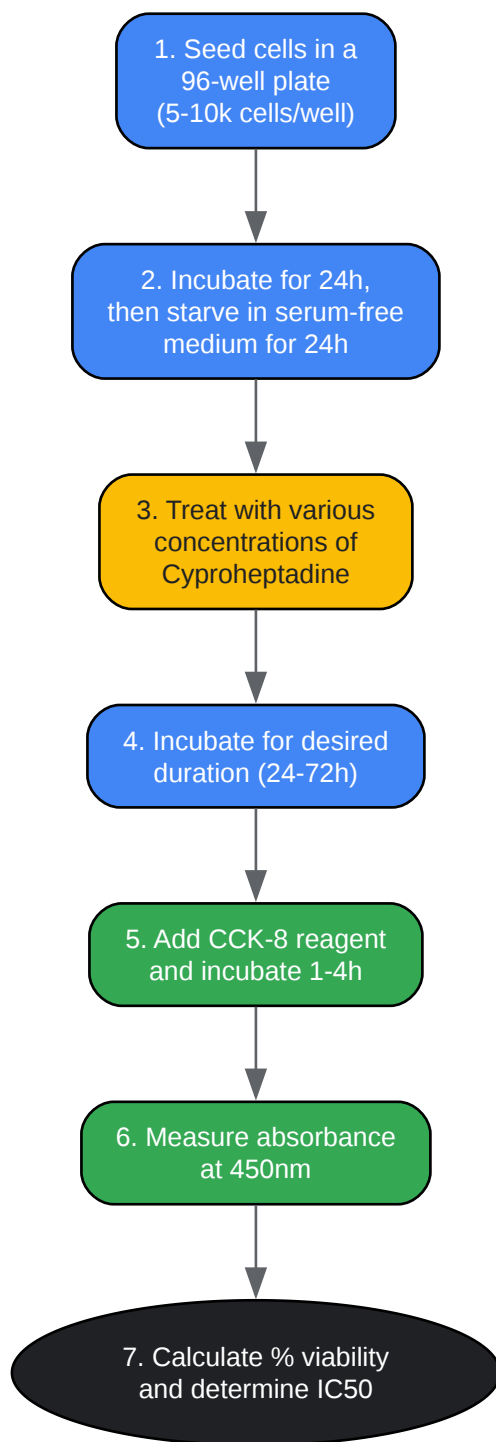 1. Seed cells in a
96-well plate
(5-10k cells/well)
2. Incubate for 24h,
then starve in serum-free
medium for 24h
3. Treat with various
concentrations of
Cyproheptadine
4. Incubate for desired
duration (24-72h)
5. Add CCK-8 reagent
and incubate 1-4h
6. Measure absorbance
at 450nm
7. Calculate % viability
and determine IC50